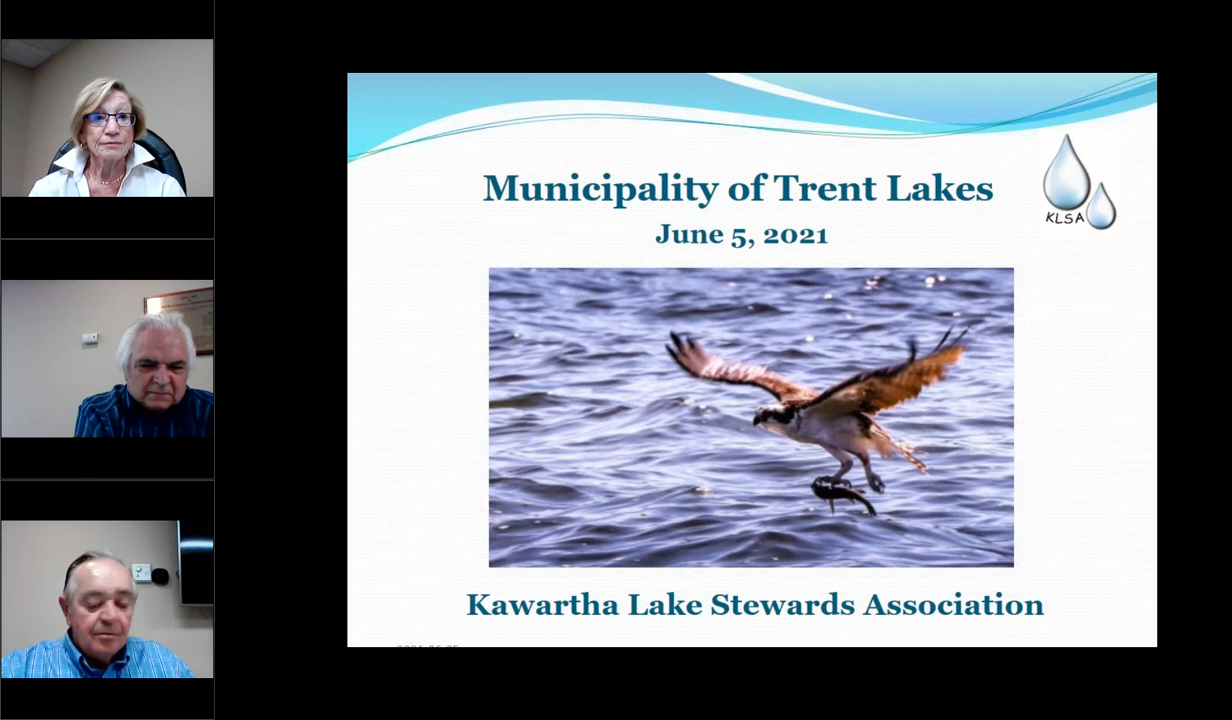 Municipality of Trent Lakes
June 5, 2021
KLSA
Kawartha Lake Stewards Association